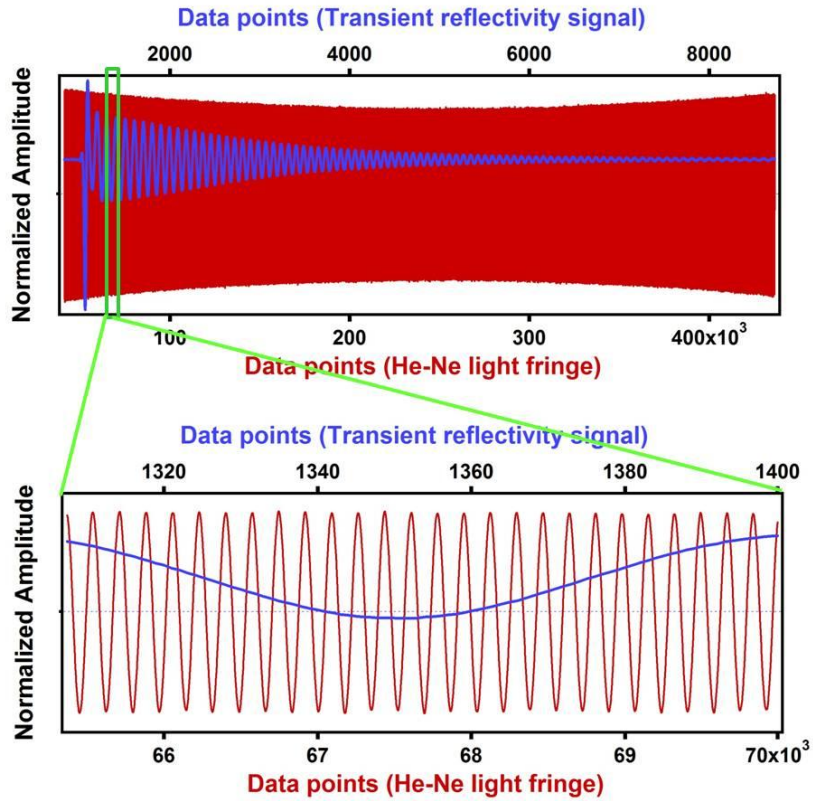 Data points (Transient reflectivity signal)
2000 4000 6000 8000
Normalized Amplitude
100 200 300 400x10³
Data points (He-Ne light fringe)
Data points (Transient reflectivity signal)
1320 1340 1360 1380 1400
Normalized Amplitude
66 67 68 69 70x10³
Data points (He-Ne light fringe)